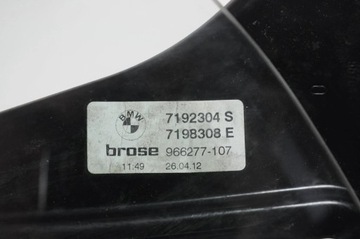 BMW
7192304 S
7198308 E
brose 966277-107
11:49 26.04.12